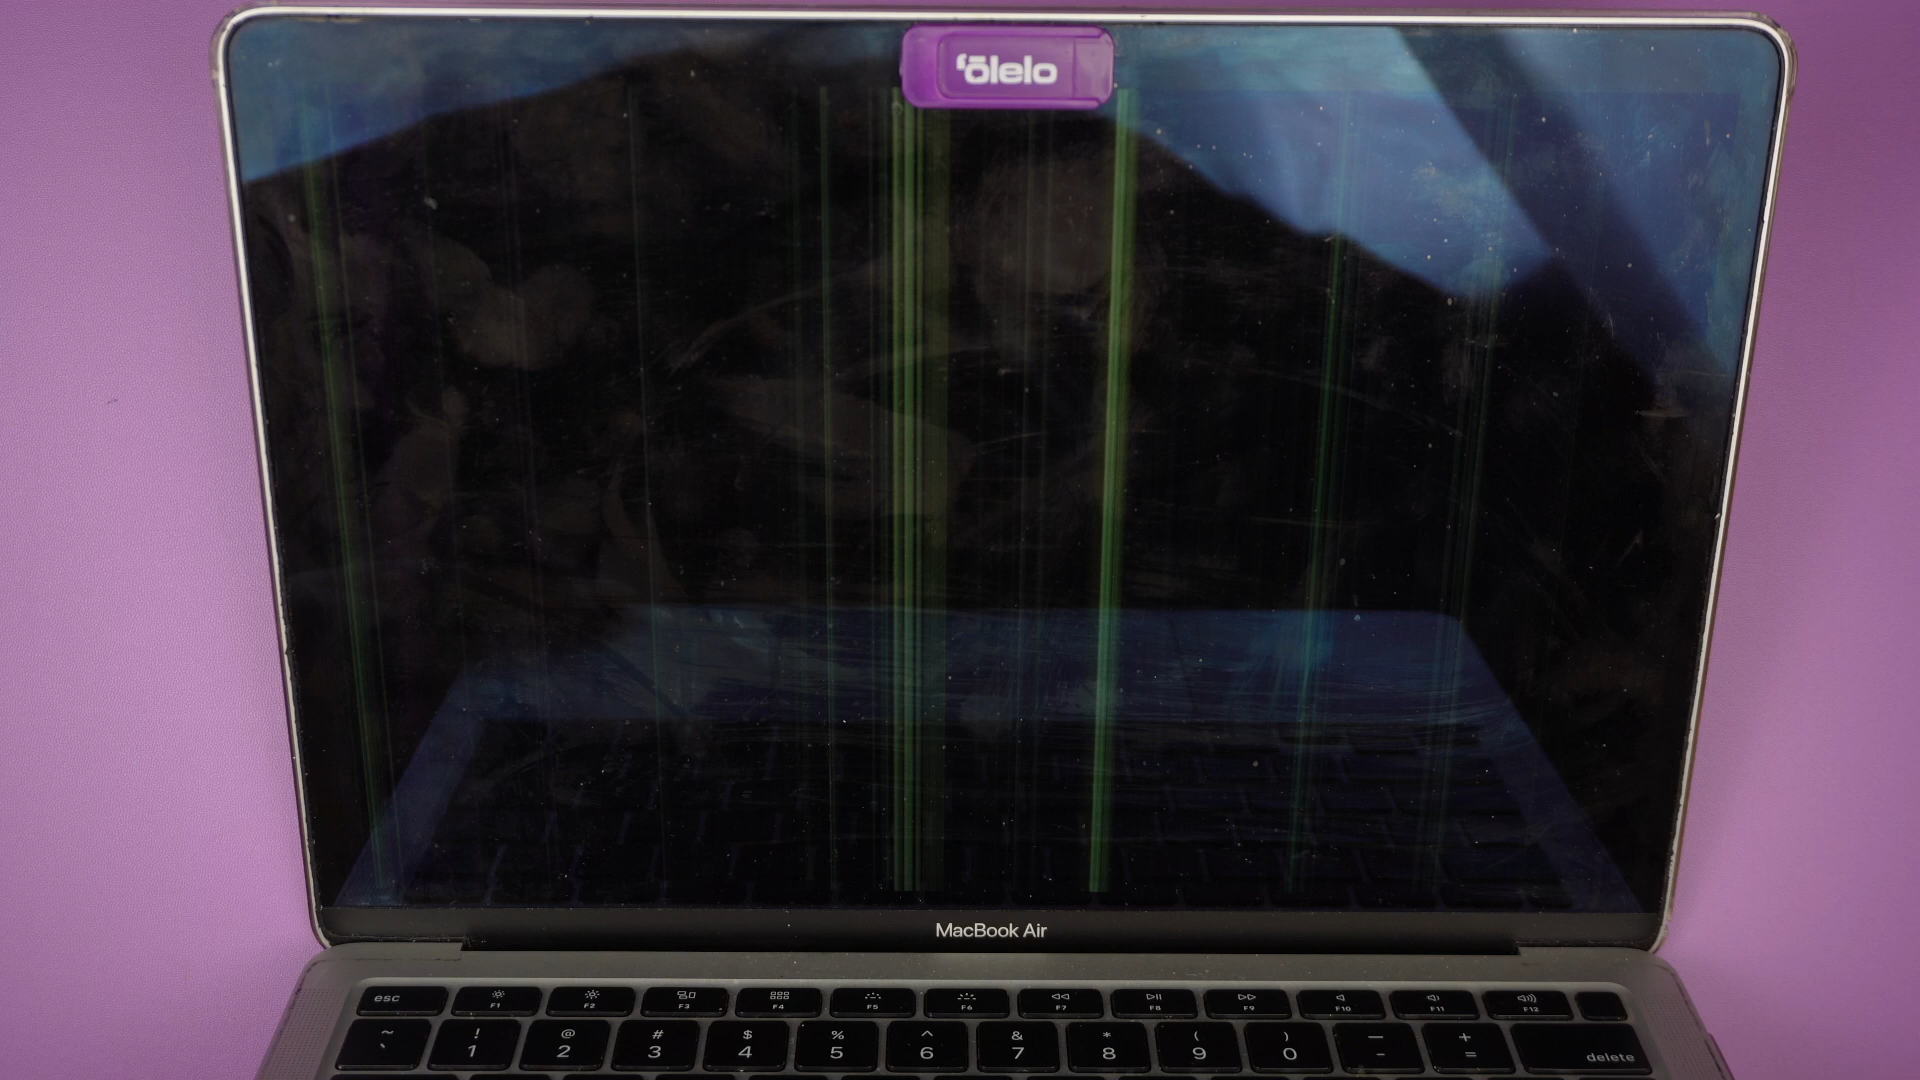 ʻōlelo
MacBook Air
esc F1 F2 F3 F4 F5 F6 F7 F8 F9 F10 F11 F12
~ ! @ # $ % ^ & * ( ) — +
` 1 2 3 4 5 6 7 8 9 0 - = delete